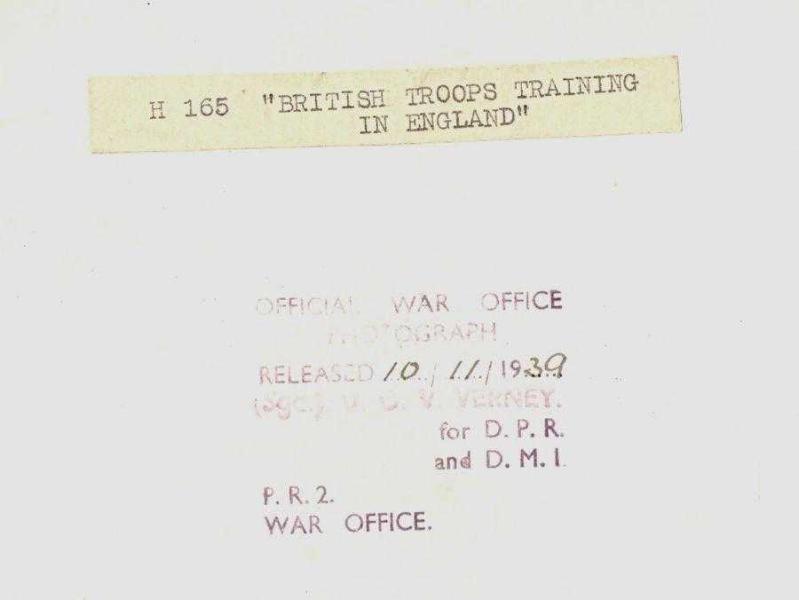 H 165 "BRITISH TROOPS TRAINING
IN ENGLAND"
OFFICIAL WAR OFFICE
PHOTOGRAPH
RELEASED 10/11/1939
(Sgd.) V. VERNEY.
for D. P. R.
and D. M. I.
P. R. 2.
WAR OFFICE.